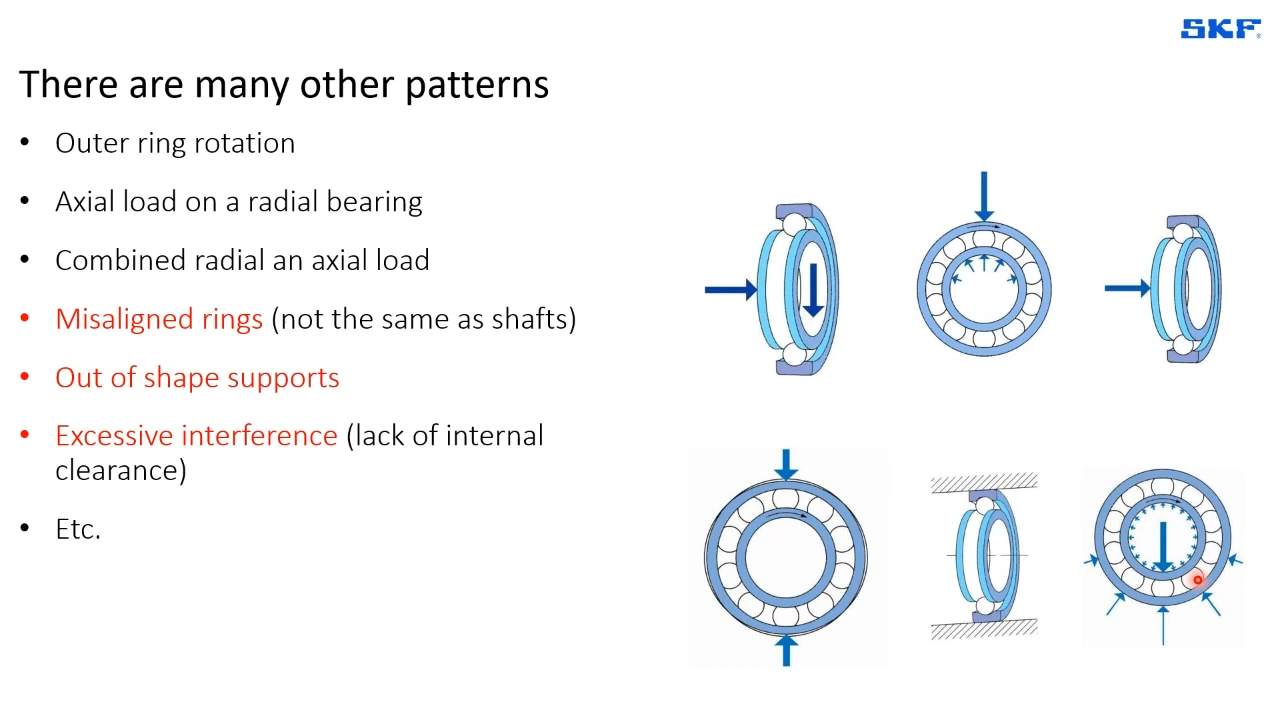 SKF
There are many other patterns
• Outer ring rotation
• Axial load on a radial bearing
• Combined radial an axial load
• Misaligned rings (not the same as shafts)
• Out of shape supports
• Excessive interference (lack of internal
clearance)
• Etc.